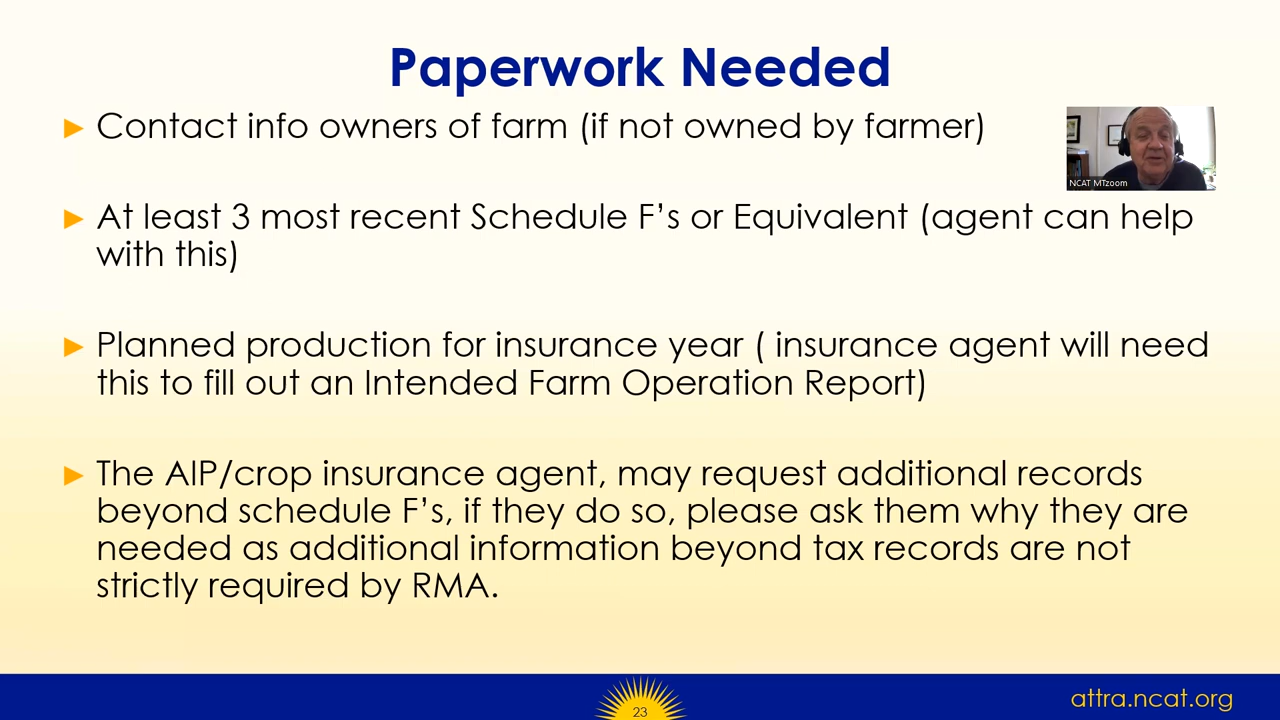 Paperwork Needed
► Contact info owners of farm (if not owned by farmer)
NCAT MTzoom
► At least 3 most recent Schedule F's or Equivalent (agent can help
with this)
► Planned production for insurance year ( insurance agent will need
this to fill out an Intended Farm Operation Report)
► The AIP/crop insurance agent, may request additional records
beyond schedule F's, if they do so, please ask them why they are
needed as additional information beyond tax records are not
strictly required by RMA.
23
attra.ncat.org